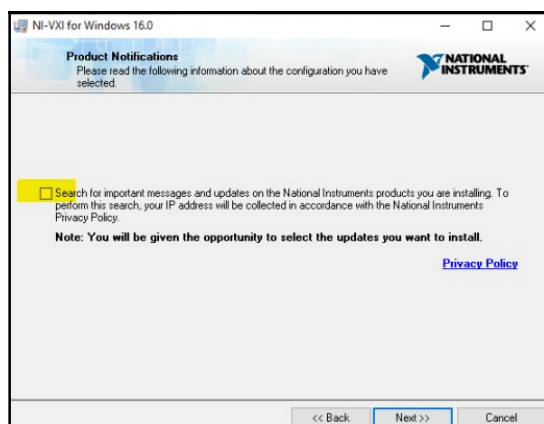 NI-VXI for Windows 16.0
Product Notifications
Please read the following information about the configuration you have
selected.
NATIONAL
INSTRUMENTS
Search for important messages and updates on the National Instruments products you are installing. To
perform this search, your IP address will be collected in accordance with the National Instruments
Privacy Policy.
Note: You will be given the opportunity to select the updates you want to install.
Privacy Policy
<< Back Next >> Cancel